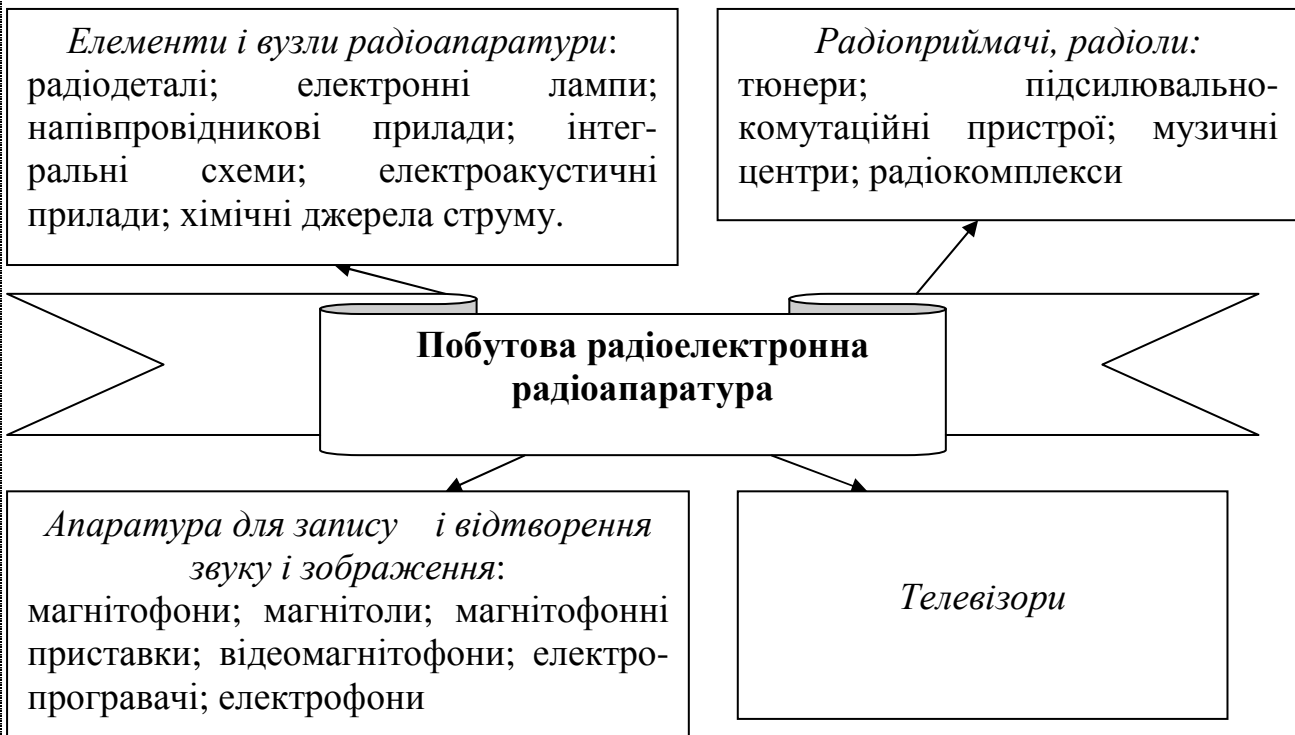 Елементи і вузли радіоапаратури:
радіодеталі; електронні лампи;
напівпровідникові прилади; інтег-
ральні схеми; електроакустичні
прилади; хімічні джерела струму.
Радіоприймачі, радіоли:
тюнери; підсилювально-
комутаційні пристрої; музичні
центри; радіокомплекси
Побутова радіоелектронна
радіоапаратура
Апаратура для запису і відтворення
звуку і зображення:
магнітофони; магнітоли; магнітофонні
приставки; відеомагнітофони; електро-
програвачі; електрофони
Телевізори